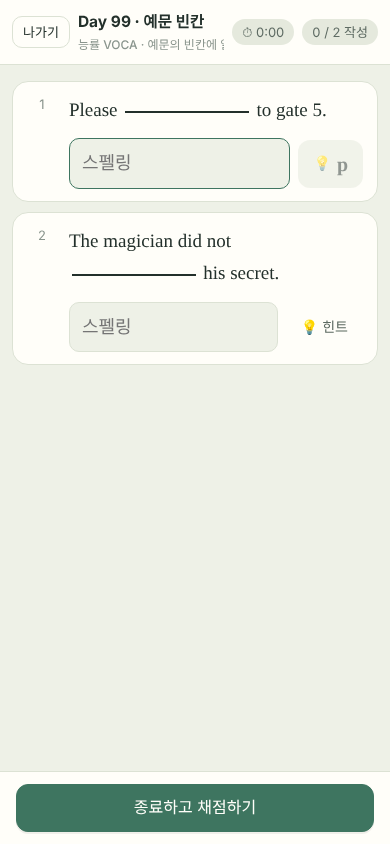 나가기
Day 99 · 예문 빈칸
능률 VOCA · 예문의 빈칸에
⏱ 0:00
0 / 2 작성
1
Please ____________ to gate 5.
스펠링
💡 p
2
The magician did not
____________ his secret.
스펠링
💡 힌트
종료하고 채점하기